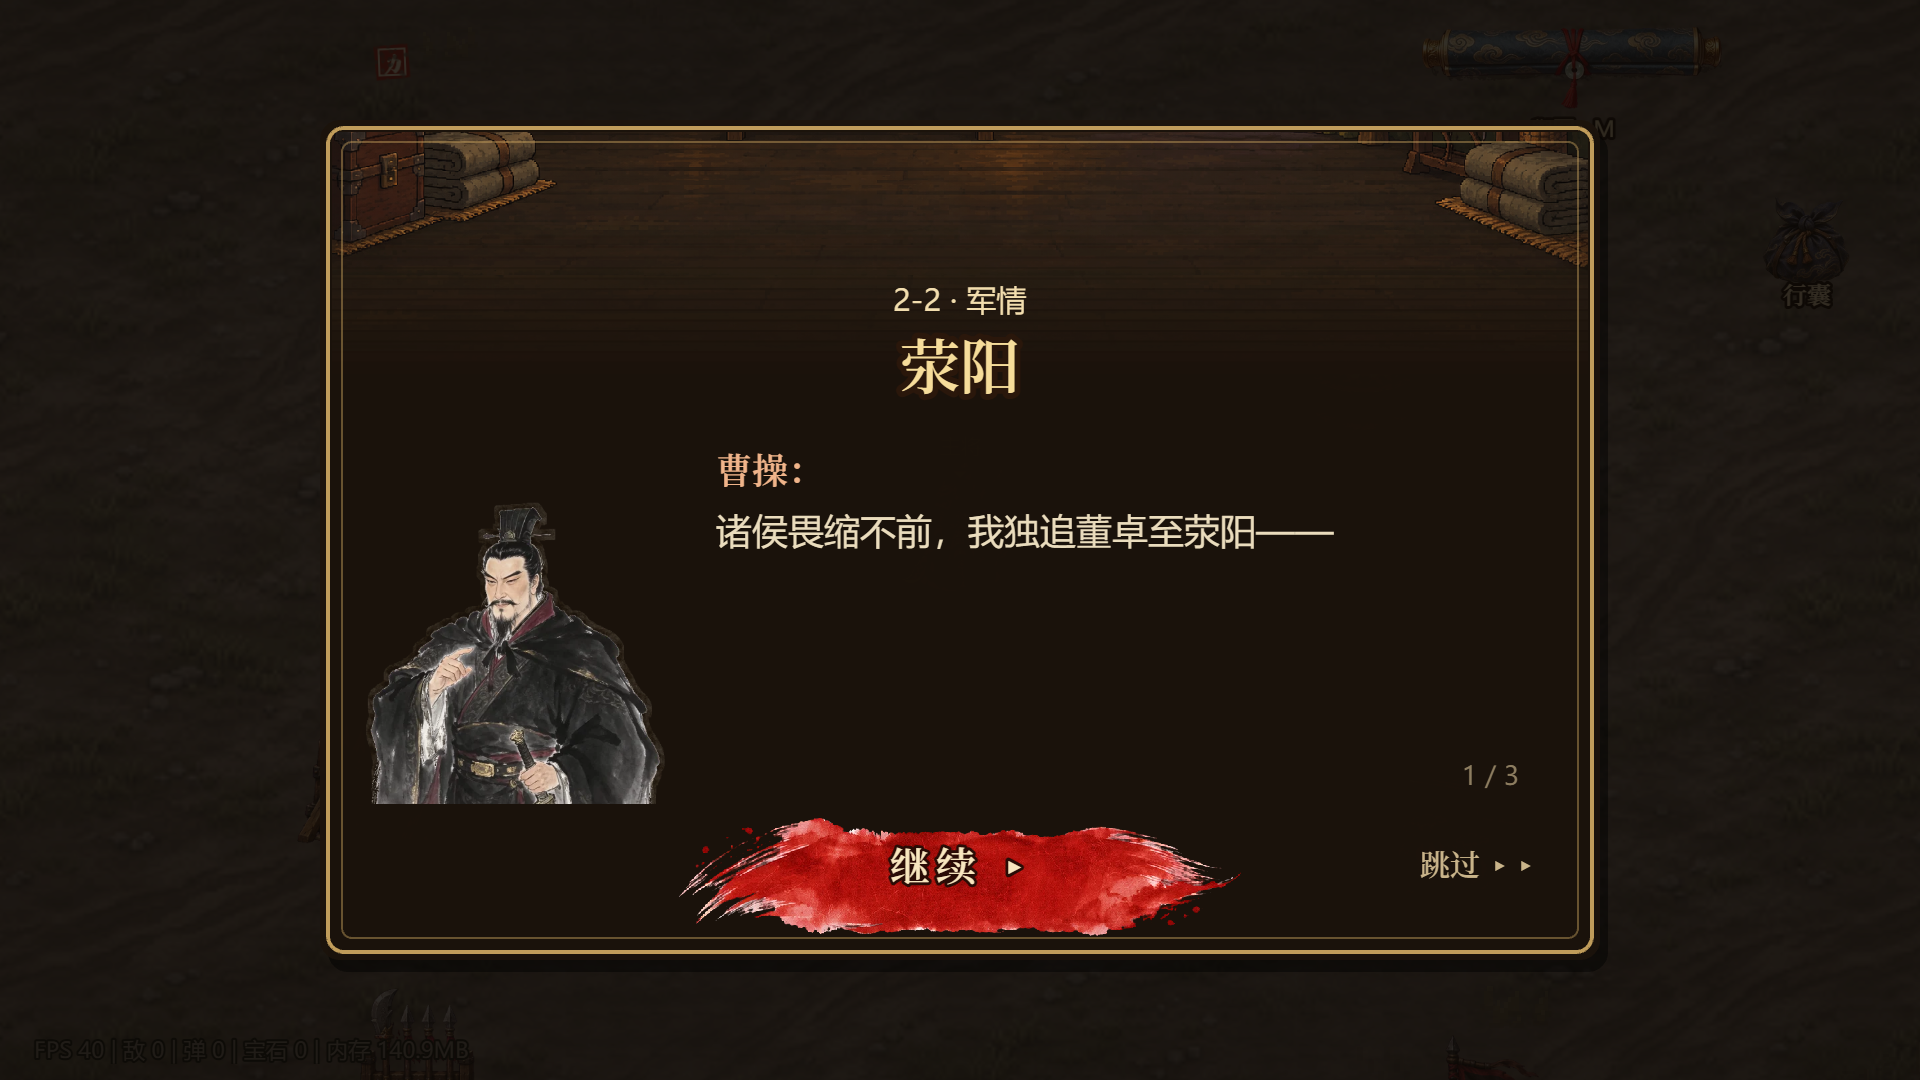 力
M
行囊
2-2 · 军情
荥阳
曹操：
诸侯畏缩不前，我独追董卓至荥阳——
1 / 3
继续
跳过
FPS 40 | 敌 0 | 弹 0 | 宝石 0 | 内存 140.9MB